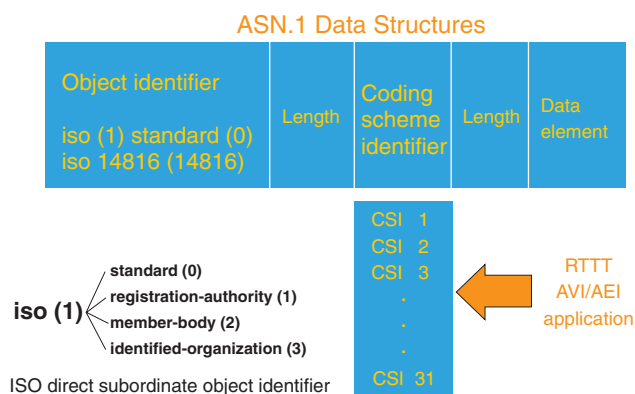 ASN.1 Data Structures
Object identifier
iso (1) standard (0)
iso 14816 (14816)
Length
Coding
scheme
identifier
Length
Data
element
CSI 1
CSI 2
CSI 3
.
.
.
CSI 31
RTTT
AVI/AEI
application
iso (1)
standard (0)
registration-authority (1)
member-body (2)
identified-organization (3)
ISO direct subordinate object identifier